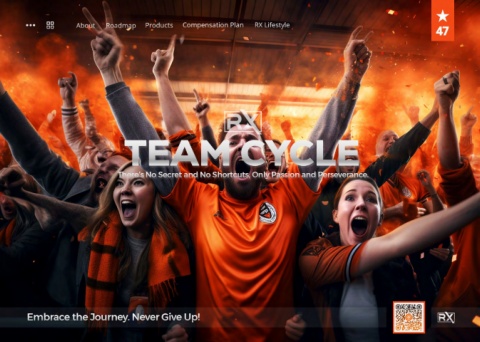 About Roadmap Products Compensation Plan RX Lifestyle
47
RX
TEAM CYCLE
There's No Secret and No Shortcuts. Only Passion and Perseverance.
Embrace the Journey. Never Give Up!
RX